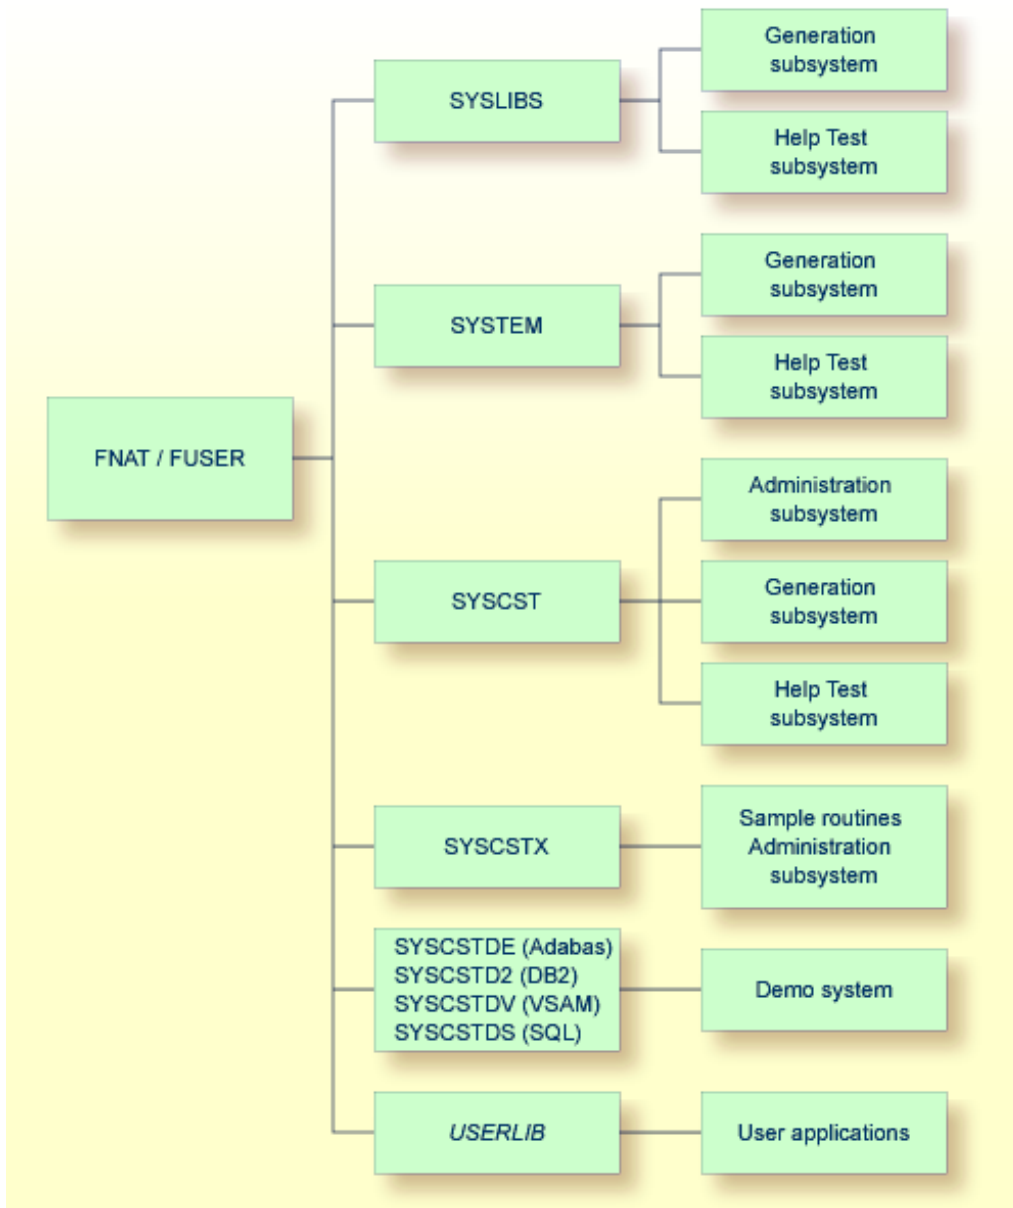 FNAT / FUSER
SYSLIBS
Generation
subsystem
Help Test
subsystem
SYSTEM
Generation
subsystem
Help Test
subsystem
SYSCST
Administration
subsystem
Generation
subsystem
Help Test
subsystem
SYSCSTX
Sample routines
Administration
subsystem
SYSCSTDE (Adabas)
SYSCSTD2 (DB2)
SYSCSTDV (VSAM)
SYSCSTDS (SQL)
Demo system
USERLIB
User applications